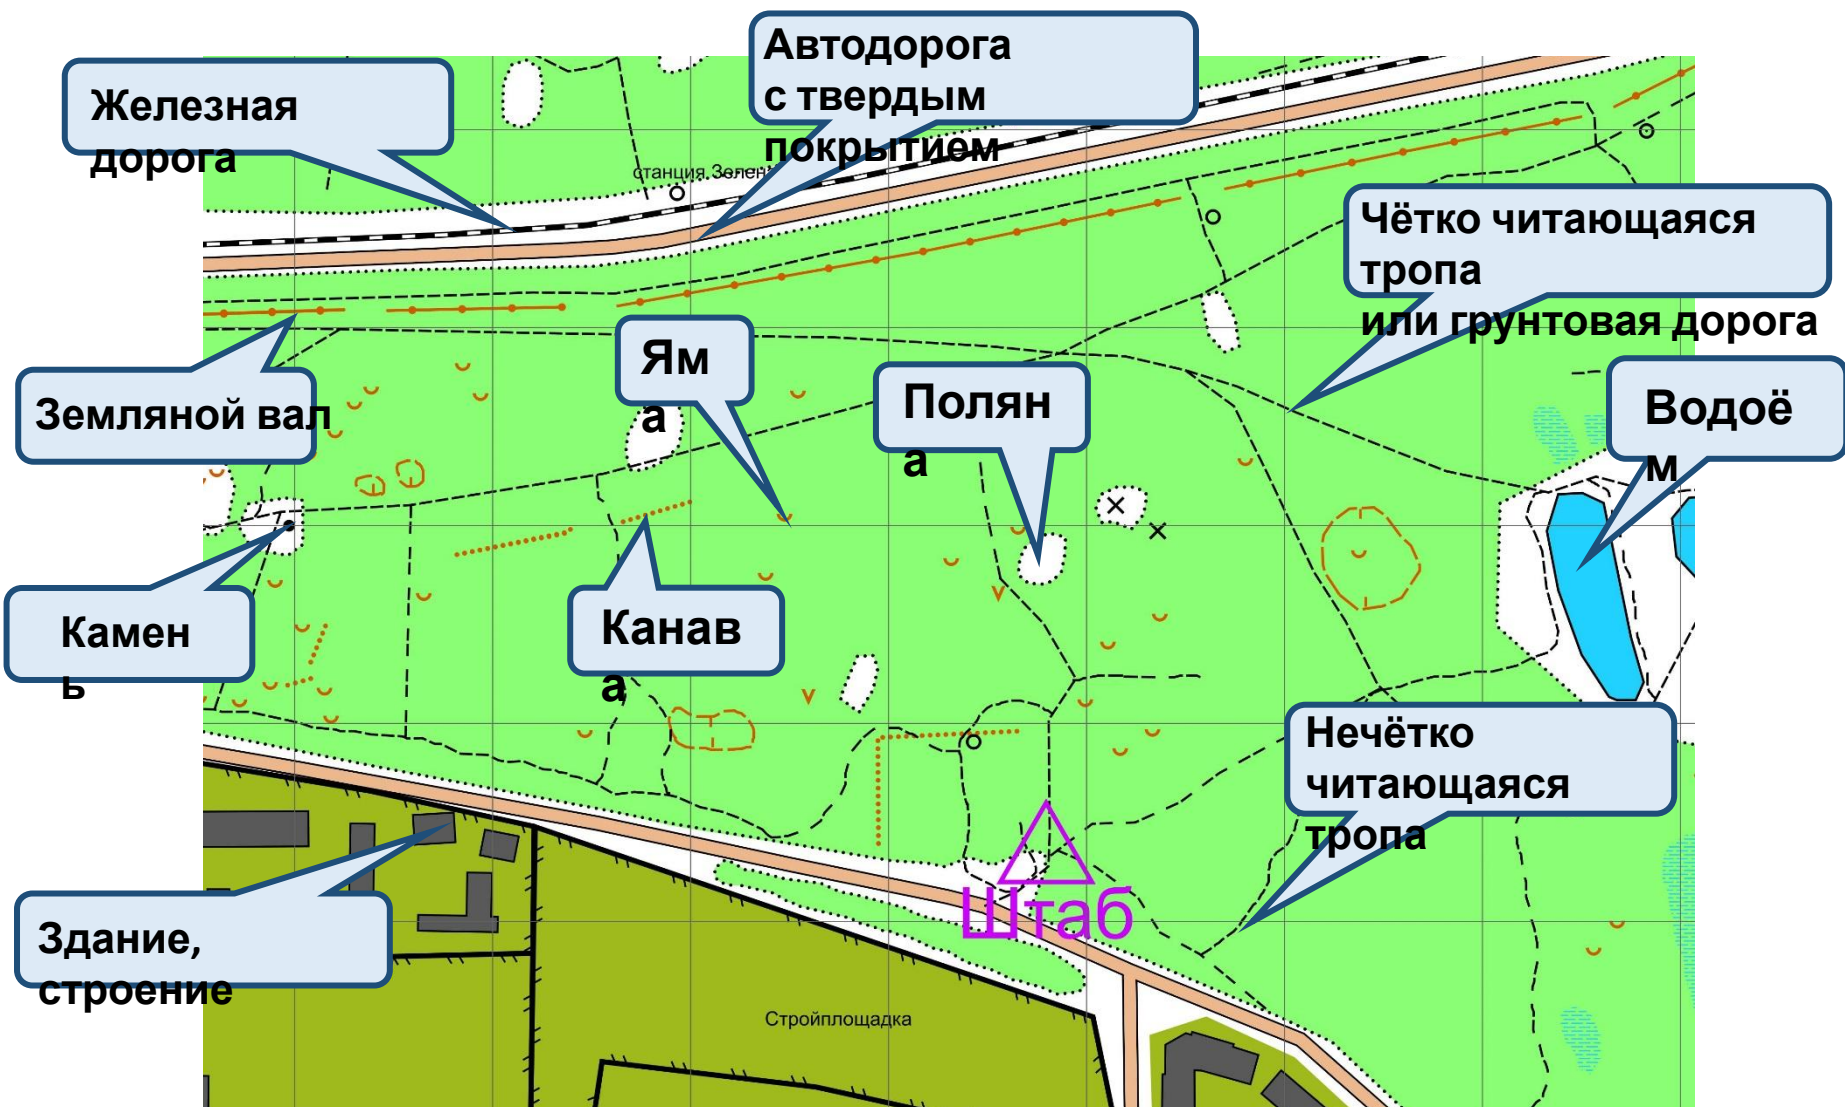 Автодорога
с твердым
покрытием
Железная
дорога
станция Зелен
Чётко читающаяся
тропа
или грунтовая дорога
Ям
а
Полян
а
Водоё
м
Земляной вал
Камен
ь
Канав
а
Нечётко
читающаяся
тропа
Штаб
Здание,
строение
Стройплощадка